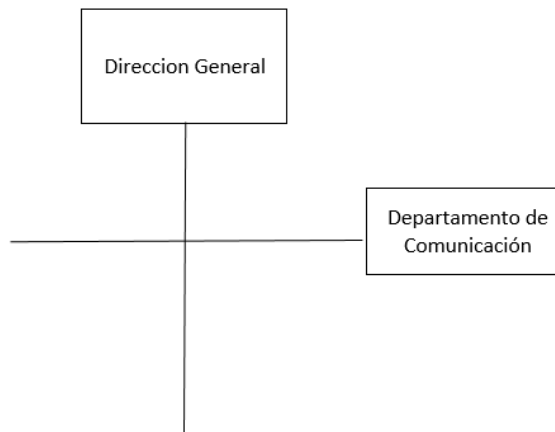 Direccion General
Departamento de
Comunicación